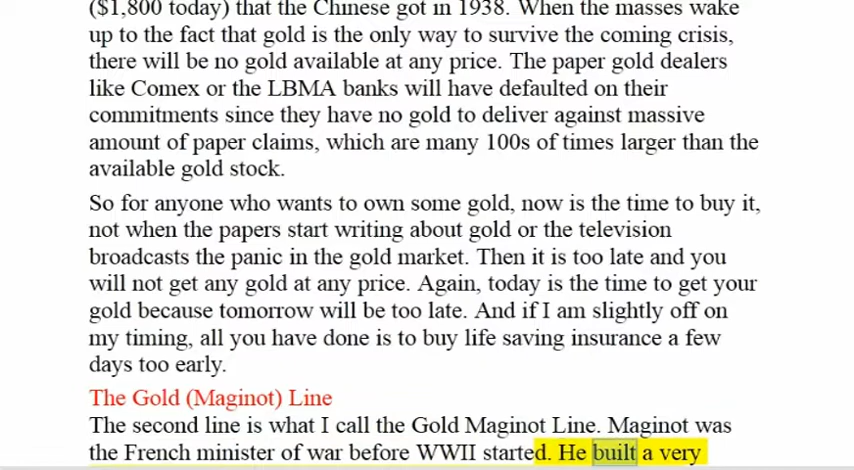 ($1,800 today) that the Chinese got in 1938. When the masses wake
up to the fact that gold is the only way to survive the coming crisis,
there will be no gold available at any price. The paper gold dealers
like Comex or the LBMA banks will have defaulted on their
commitments since they have no gold to deliver against massive
amount of paper claims, which are many 100s of times larger than the
available gold stock.
So for anyone who wants to own some gold, now is the time to buy it,
not when the papers start writing about gold or the television
broadcasts the panic in the gold market. Then it is too late and you
will not get any gold at any price. Again, today is the time to get your
gold because tomorrow will be too late. And if I am slightly off on
my timing, all you have done is to buy life saving insurance a few
days too early.
The Gold (Maginot) Line
The second line is what I call the Gold Maginot Line. Maginot was
the French minister of war before WWII started. He built a very